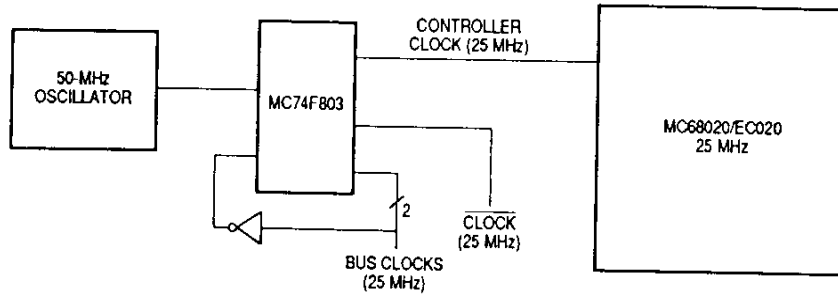 CONTROLLER
CLOCK (25 MHz)
50-MHz
OSCILLATOR
MC74F803
MC68020/EC020
25 MHz
2
CLOCK
(25 MHz)
BUS CLOCKS
(25 MHz)